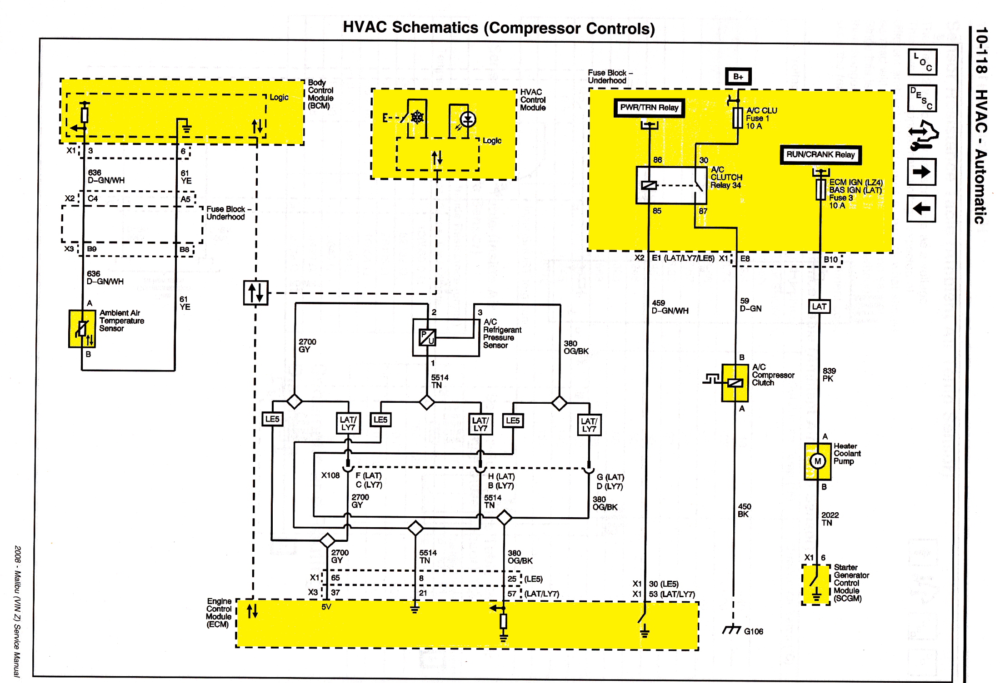 HVAC Schematics (Compressor Controls)
10-118 HVAC - Automatic
L O C
D E S C
Body
Control
Module
(BCM)
Logic
X1
3
6
636
D-GN/WH
61
YE
X2
C4
A5
Fuse Block –
Underhood
X3
B9
B8
636
D-GN/WH
61
YE
A
Ambient Air
Temperature
Sensor
B
HVAC
Control
Module
Logic
Fuse Block –
Underhood
B+
PWR/TRN Relay
A/C CLU
Fuse 1
10 A
RUN/CRANK Relay
86
30
A/C
CLUTCH
Relay 34
85
87
ECM IGN (LZ4)
BAS IGN (LAT)
Fuse 3
10 A
X2
E1 (LAT/LY7/LE5)
X1
E8
B10
459
D-GN/WH
59
D-GN
LAT
2
3
A/C
Refrigerant
Pressure
Sensor
P
U
1
2700
GY
5514
TN
380
OG/BK
B
A/C
Compressor
Clutch
A
839
PK
LE5
LAT/
LY7
LE5
LAT/
LY7
LE5
LAT/
LY7
A
Heater
Coolant
Pump
M
B
X108
F (LAT)
C (LY7)
H (LAT)
B (LY7)
G (LAT)
D (LY7)
2700
GY
5514
TN
380
OG/BK
450
BK
2022
TN
2700
GY
5514
TN
380
OG/BK
X1
65
8
25
(LE5)
X3
37
21
57
(LAT/LY7)
X1
30 (LE5)
X1
53 (LAT/LY7)
X1
6
Starter
Generator
Control
Module
(SCGM)
Engine
Control
Module
(ECM)
5V
G106
2008 - Malibu (VIN Z) Service Manual